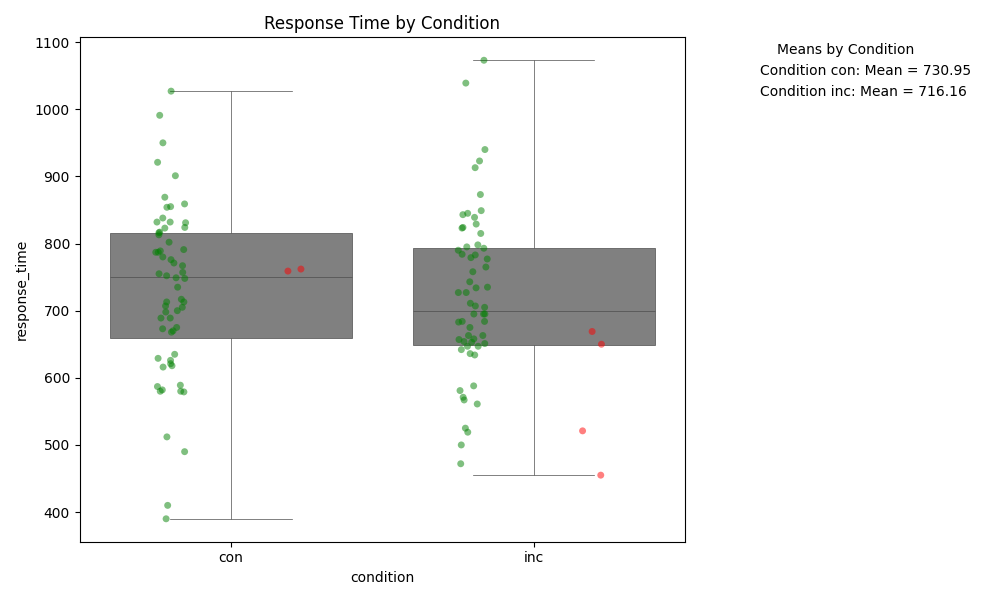 Response Time by Condition
Means by Condition
Condition con: Mean = 730.95
Condition inc: Mean = 716.16
response_time
1100
1000
900
800
700
600
500
400
con
inc
condition